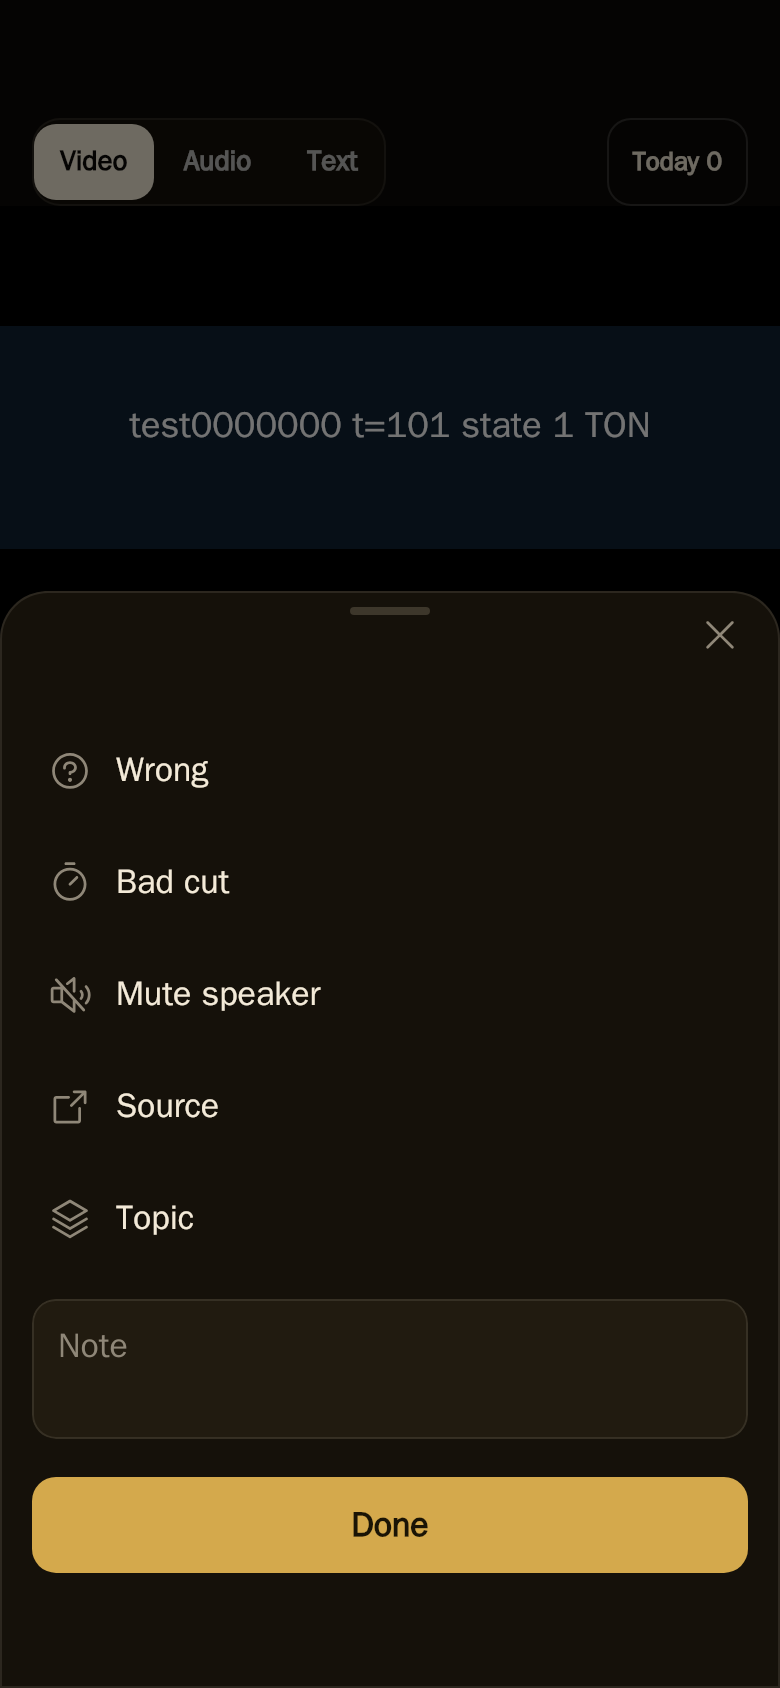 Video
Audio
Text
Today 0
test0000000 t=101 state 1 TON
Wrong
Bad cut
Mute speaker
Source
Topic
Note
Done